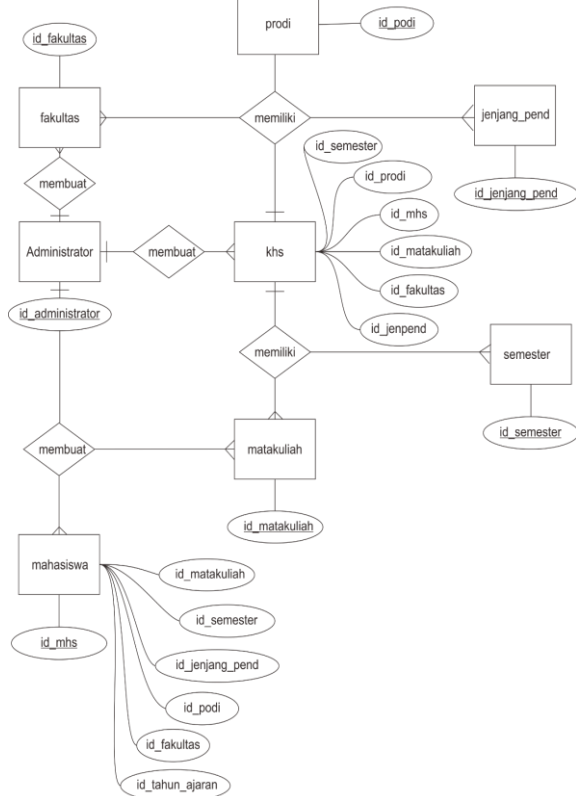 prodi
id_podi
id_fakultas
fakultas
memiliki
jenjang_pend
id_semester
membuat
id_prodi
id_jenjang_pend
id_mhs
Administrator
membuat
khs
id_matakuliah
id_fakultas
id_administrator
id_jenpend
memiliki
semester
id_semester
membuat
matakuliah
id_matakuliah
mahasiswa
id_matakuliah
id_semester
id_mhs
id_jenjang_pend
id_podi
id_fakultas
id_tahun_ajaran